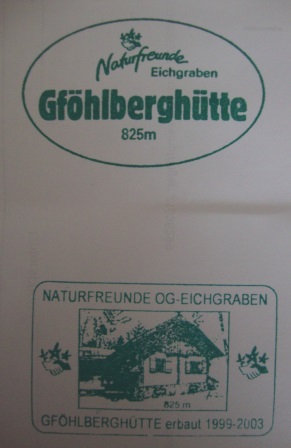 Naturfreunde
Eichgraben
Gföhlberghütte
825m
NATURFREUNDE OG-EICHGRABEN
825 m
GFÖHLBERGHÜTTE erbaut 1999-2003